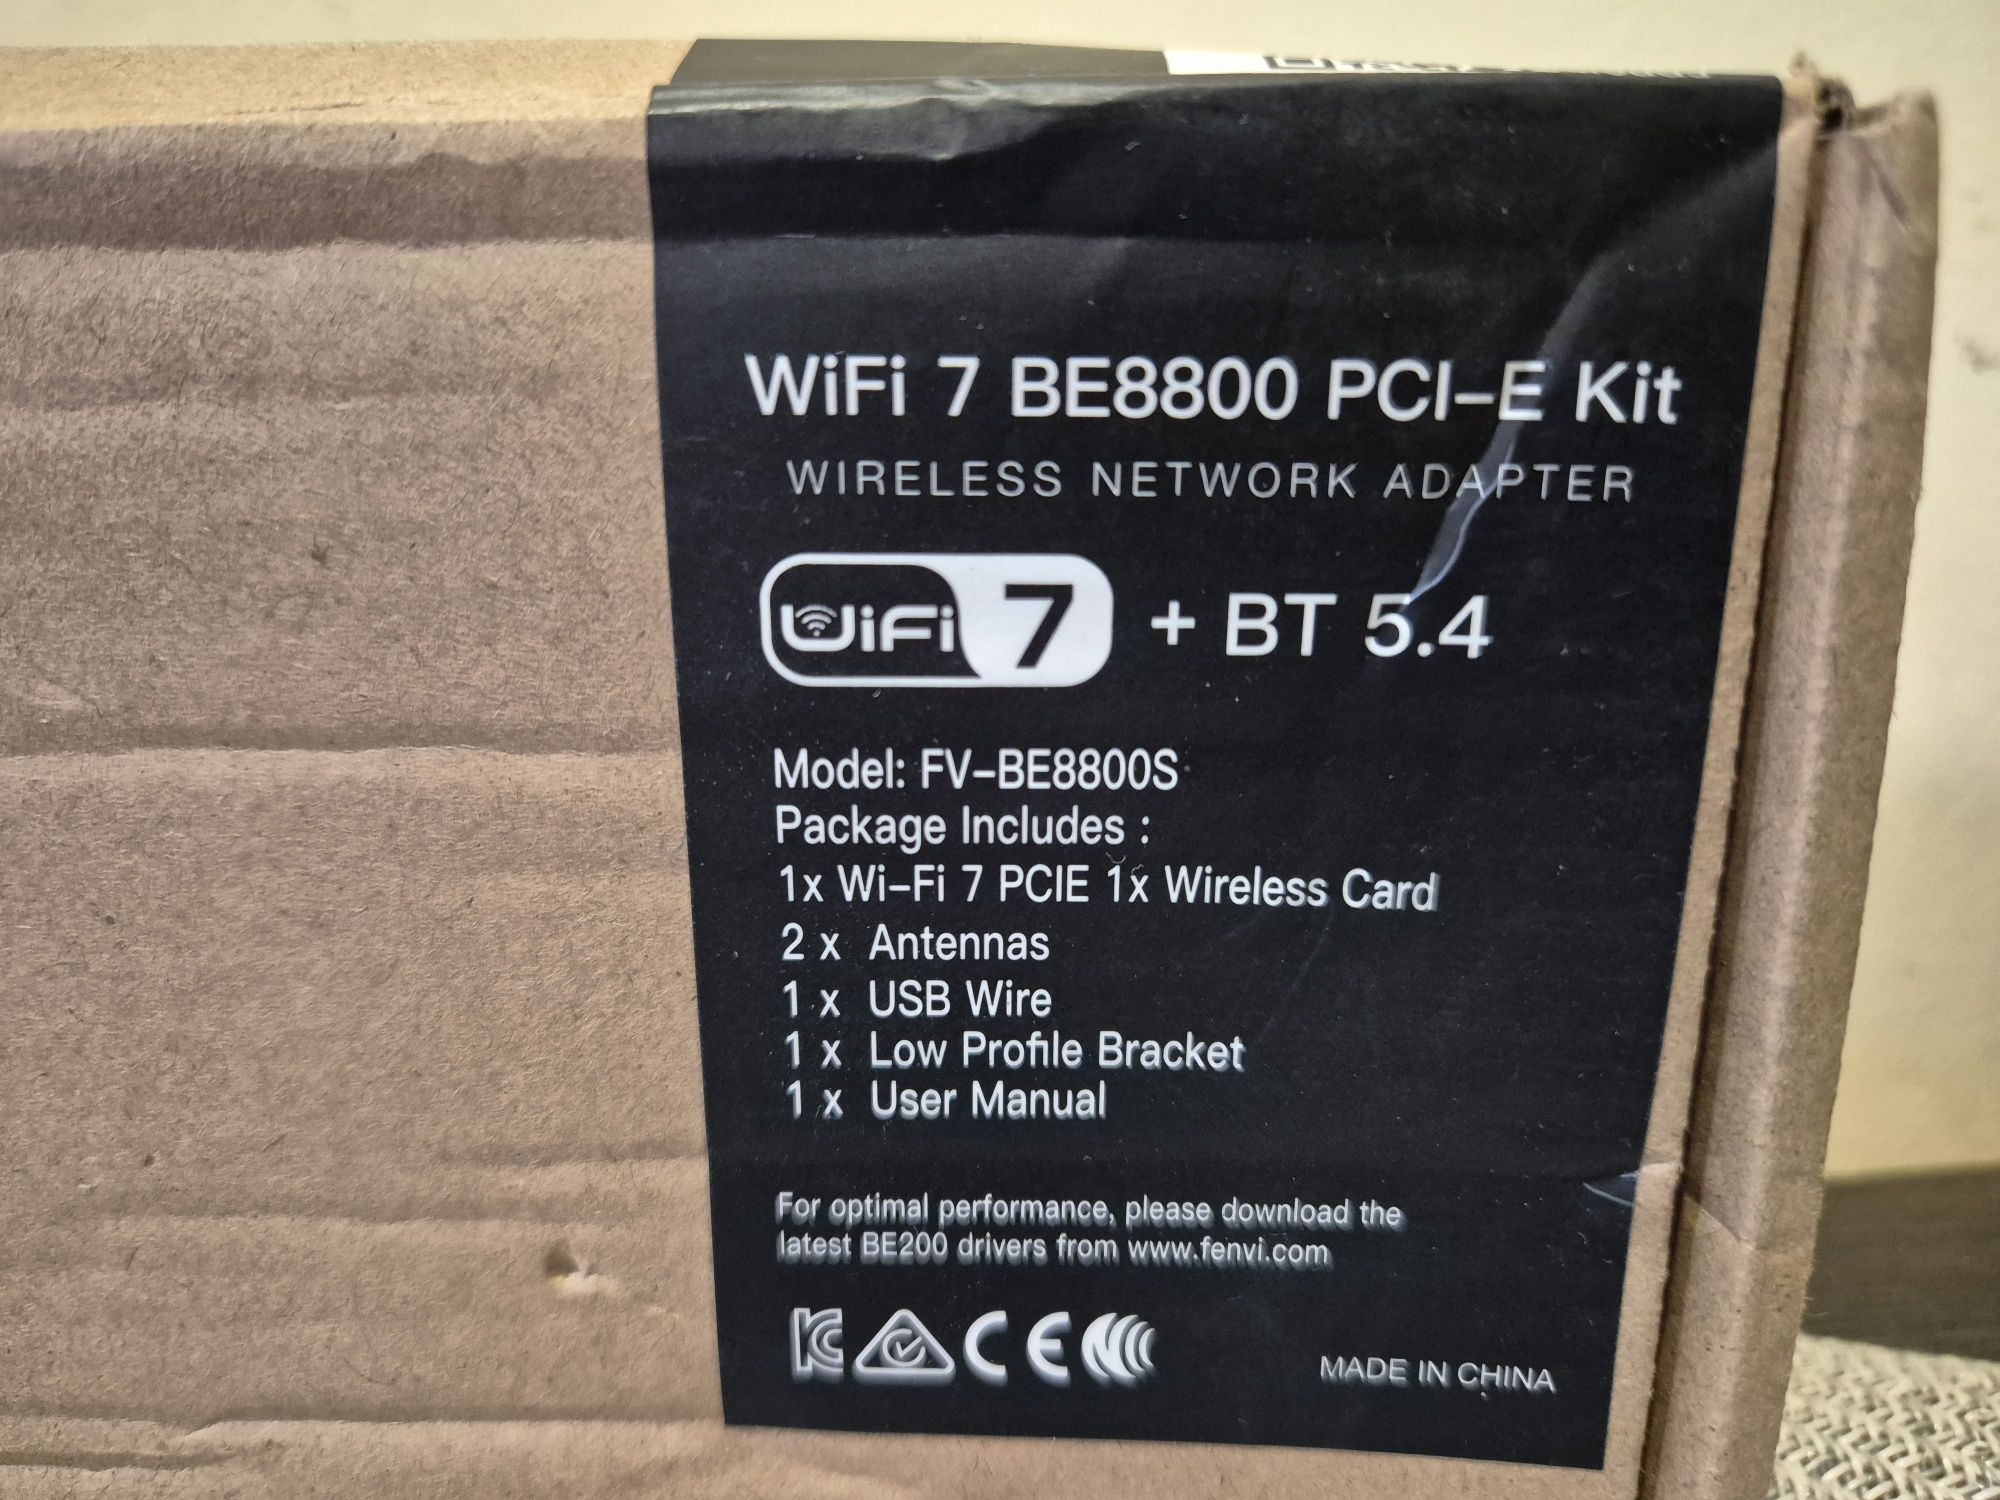 WiFi 7 BE8800 PCI-E Kit
WIRELESS NETWORK ADAPTER
WiFi 7 + BT 5.4
Model: FV-BE8800S
Package Includes :
1x Wi-Fi 7 PCIE 1x Wireless Card
2 x Antennas
1 x USB Wire
1 x Low Profile Bracket
1 x User Manual
For optimal performance, please download the
latest BE200 drivers from www.fenvi.com
MADE IN CHINA